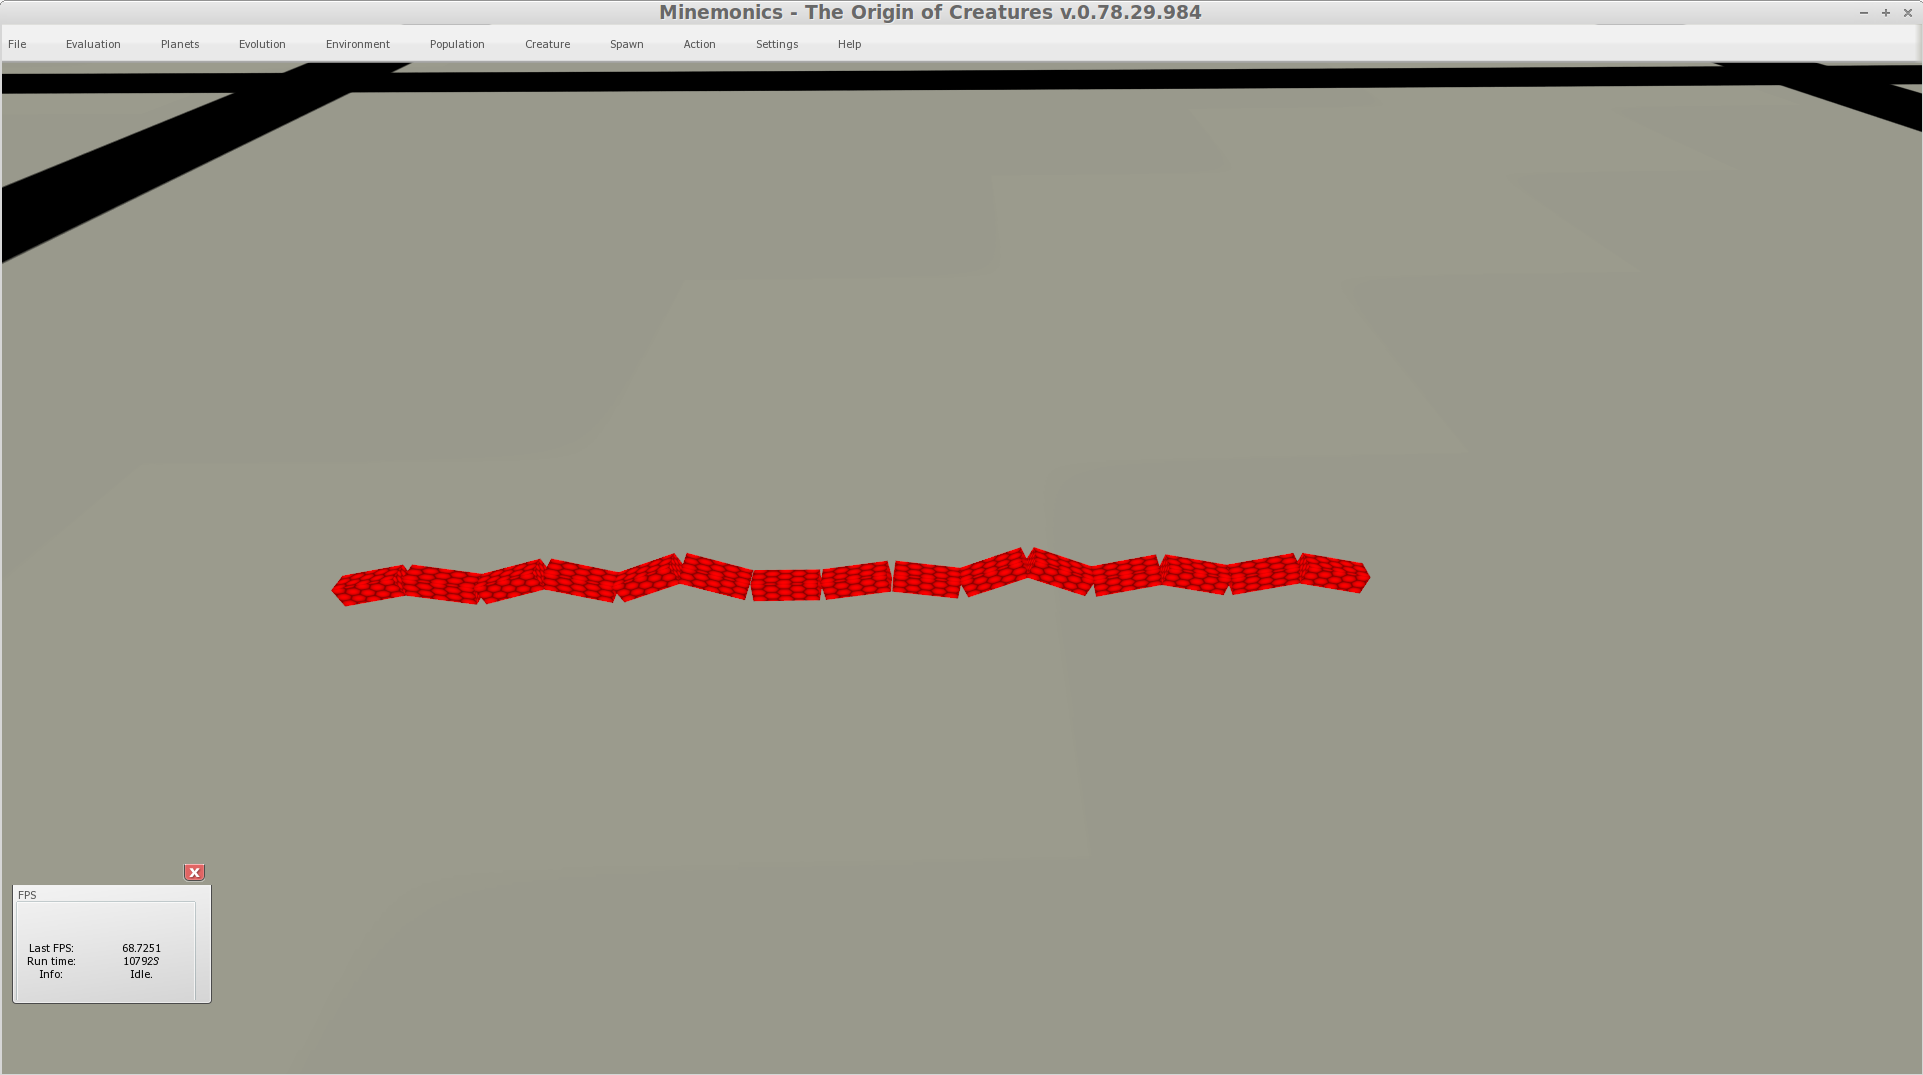 Minemonics - The Origin of Creatures v.0.78.29.984
File Evaluation Planets Evolution Environment Population Creature Spawn Action Settings Help
X
FPS
Last FPS: 68.7251
Run time:
Info: Idle.